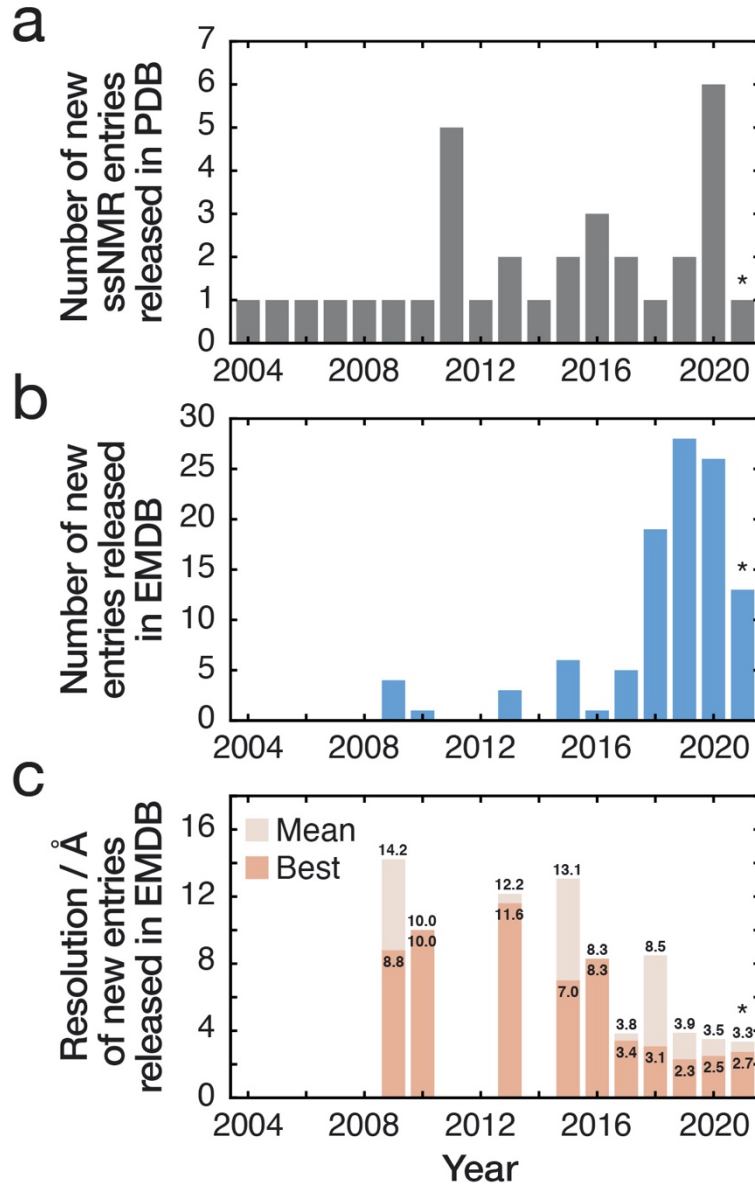 a
Number of new
ssNMR entries
released in PDB
7
6
5
4
3
2
1
0
*
2004 2008 2012 2016 2020
b
Number of new
entries released
in EMDB
30
25
20
15
10
5
0
*
2004 2008 2012 2016 2020
c
Resolution / Å
of new entries
released in EMDB
16
12
8
4
0
Mean
Best
14.2
8.8
10.0
10.0
12.2
11.6
13.1
7.0
8.3
8.3
3.8
3.4
8.5
3.1
3.9
2.3
3.5
2.5
*
3.3
2.7
2004 2008 2012 2016 2020
Year